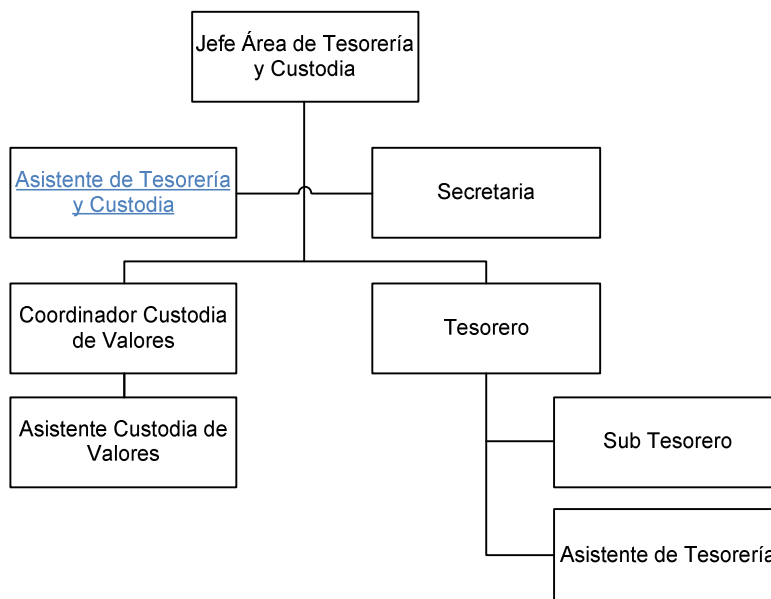 Jefe Área de Tesorería
y Custodia
Asistente de Tesorería
y Custodia
Secretaria
Coordinador Custodia
de Valores
Tesorero
Asistente Custodia de
Valores
Sub Tesorero
Asistente de Tesorería